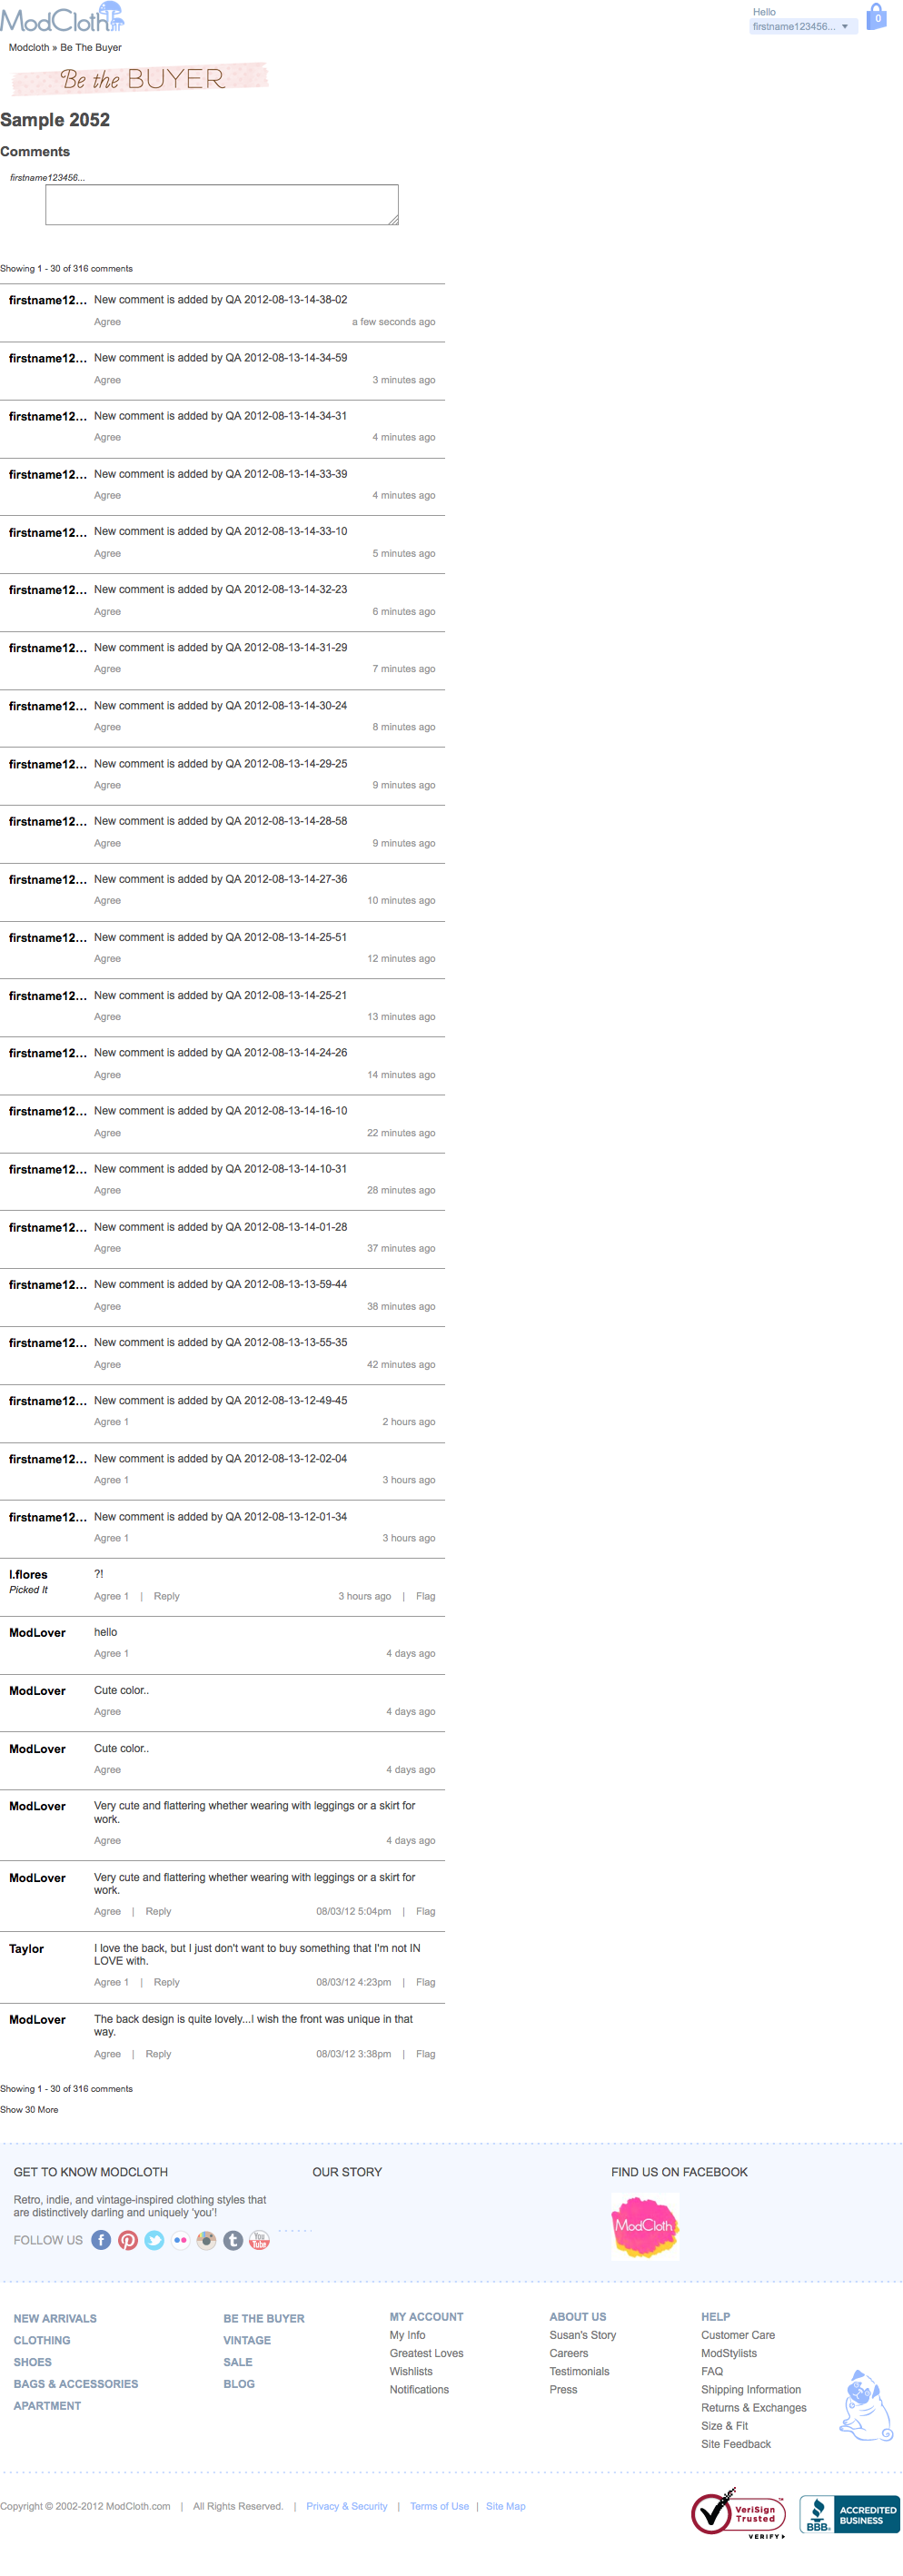 ModCloth
Hello
firstname123456...
0
Modcloth » Be The Buyer
Be the BUYER
Sample 2052
Comments
firstname123456...
Showing 1 - 30 of 316 comments
firstname12... New comment is added by QA 2012-08-13-14-38-02
Agree a few seconds ago
firstname12... New comment is added by QA 2012-08-13-14-34-59
Agree 3 minutes ago
firstname12... New comment is added by QA 2012-08-13-14-34-31
Agree 4 minutes ago
firstname12... New comment is added by QA 2012-08-13-14-33-39
Agree 4 minutes ago
firstname12... New comment is added by QA 2012-08-13-14-33-10
Agree 5 minutes ago
firstname12... New comment is added by QA 2012-08-13-14-32-23
Agree 6 minutes ago
firstname12... New comment is added by QA 2012-08-13-14-31-29
Agree 7 minutes ago
firstname12... New comment is added by QA 2012-08-13-14-30-24
Agree 8 minutes ago
firstname12... New comment is added by QA 2012-08-13-14-29-25
Agree 9 minutes ago
firstname12... New comment is added by QA 2012-08-13-14-28-58
Agree 9 minutes ago
firstname12... New comment is added by QA 2012-08-13-14-27-36
Agree 10 minutes ago
firstname12... New comment is added by QA 2012-08-13-14-25-51
Agree 12 minutes ago
firstname12... New comment is added by QA 2012-08-13-14-25-21
Agree 13 minutes ago
firstname12... New comment is added by QA 2012-08-13-14-24-26
Agree 14 minutes ago
firstname12... New comment is added by QA 2012-08-13-14-16-10
Agree 22 minutes ago
firstname12... New comment is added by QA 2012-08-13-14-10-31
Agree 28 minutes ago
firstname12... New comment is added by QA 2012-08-13-14-01-28
Agree 37 minutes ago
firstname12... New comment is added by QA 2012-08-13-13-59-44
Agree 38 minutes ago
firstname12... New comment is added by QA 2012-08-13-13-55-35
Agree 42 minutes ago
firstname12... New comment is added by QA 2012-08-13-12-49-45
Agree 1 2 hours ago
firstname12... New comment is added by QA 2012-08-13-12-02-04
Agree 1 3 hours ago
firstname12... New comment is added by QA 2012-08-13-12-01-34
Agree 1 3 hours ago
l.flores ?!
Picked It
Agree 1 | Reply 3 hours ago | Flag
ModLover hello
Agree 1 4 days ago
ModLover Cute color..
Agree 4 days ago
ModLover Cute color..
Agree 4 days ago
ModLover Very cute and flattering whether wearing with leggings or a skirt for
work.
Agree 4 days ago
ModLover Very cute and flattering whether wearing with leggings or a skirt for
work.
Agree | Reply 08/03/12 5:04pm | Flag
Taylor I love the back, but I just don't want to buy something that I'm not IN
LOVE with.
Agree 1 | Reply 08/03/12 4:23pm | Flag
ModLover The back design is quite lovely...I wish the front was unique in that
way.
Agree | Reply 08/03/12 3:38pm | Flag
Showing 1 - 30 of 316 comments
Show 30 More
GET TO KNOW MODCLOTH
Retro, indie, and vintage-inspired clothing styles that
are distinctively darling and uniquely 'you'!
FOLLOW US
f
t
You
Tube
OUR STORY
FIND US ON FACEBOOK
ModCloth
NEW ARRIVALS
CLOTHING
SHOES
BAGS & ACCESSORIES
APARTMENT
BE THE BUYER
VINTAGE
SALE
BLOG
MY ACCOUNT
My Info
Greatest Loves
Wishlists
Notifications
ABOUT US
Susan's Story
Careers
Testimonials
Press
HELP
Customer Care
ModStylists
FAQ
Shipping Information
Returns & Exchanges
Size & Fit
Site Feedback
Copyright © 2002-2012 ModCloth.com | All Rights Reserved. | Privacy & Security | Terms of Use | Site Map
VeriSign
Trusted
VERIFY
BBB
ACCREDITED
BUSINESS